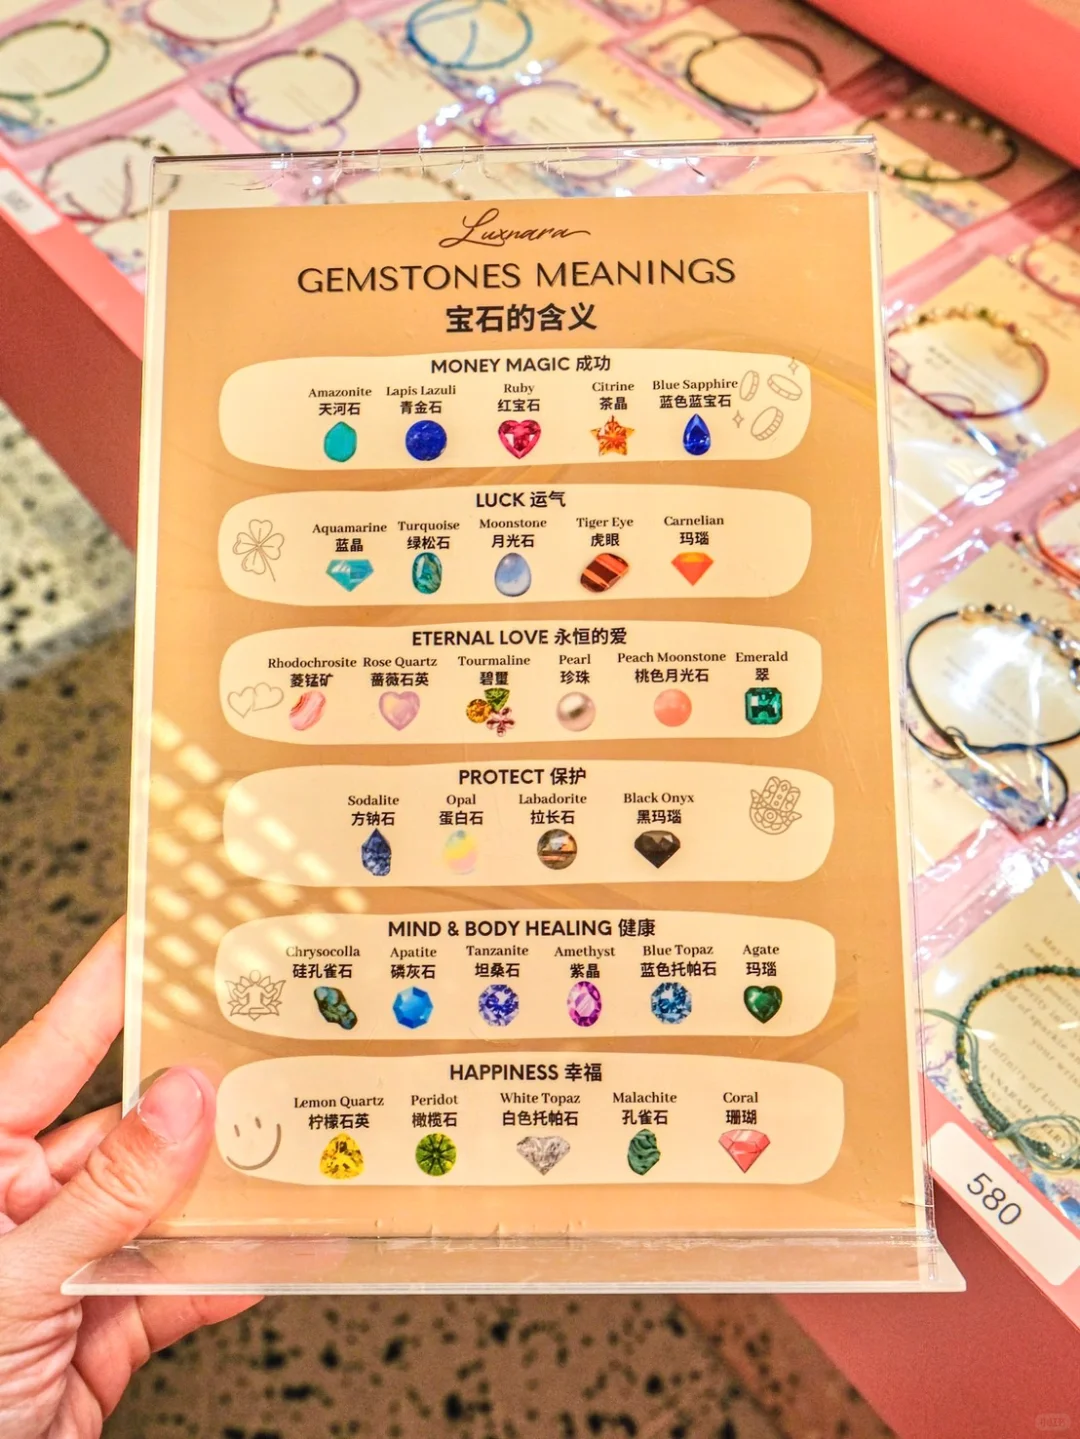 Luxnara
GEMSTONES MEANINGS
宝石的含义
MONEY MAGIC 成功
Amazonite Lapis Lazuli Ruby Citrine Blue Sapphire
天河石 青金石 红宝石 茶晶 蓝色蓝宝石
LUCK 运气
Aquamarine Turquoise Moonstone Tiger Eye Carnelian
蓝晶 绿松石 月光石 虎眼 玛瑙
ETERNAL LOVE 永恒的爱
Rhodochrosite Rose Quartz Tourmaline Pearl Peach Moonstone Emerald
菱锰矿 蔷薇石英 碧璽 珍珠 桃色月光石 翠
PROTECT 保护
Sodalite Opal Labadorite Black Onyx
方钠石 蛋白石 拉长石 黑玛瑙
MIND & BODY HEALING 健康
Chrysocolla Apatite Tanzanite Amethyst Blue Topaz Agate
硅孔雀石 磷灰石 坦桑石 紫晶 蓝色托帕石 玛瑙
HAPPINESS 幸福
Lemon Quartz Peridot White Topaz Malachite Coral
柠檬石英 橄榄石 白色托帕石 孔雀石 珊瑚
580
小红书